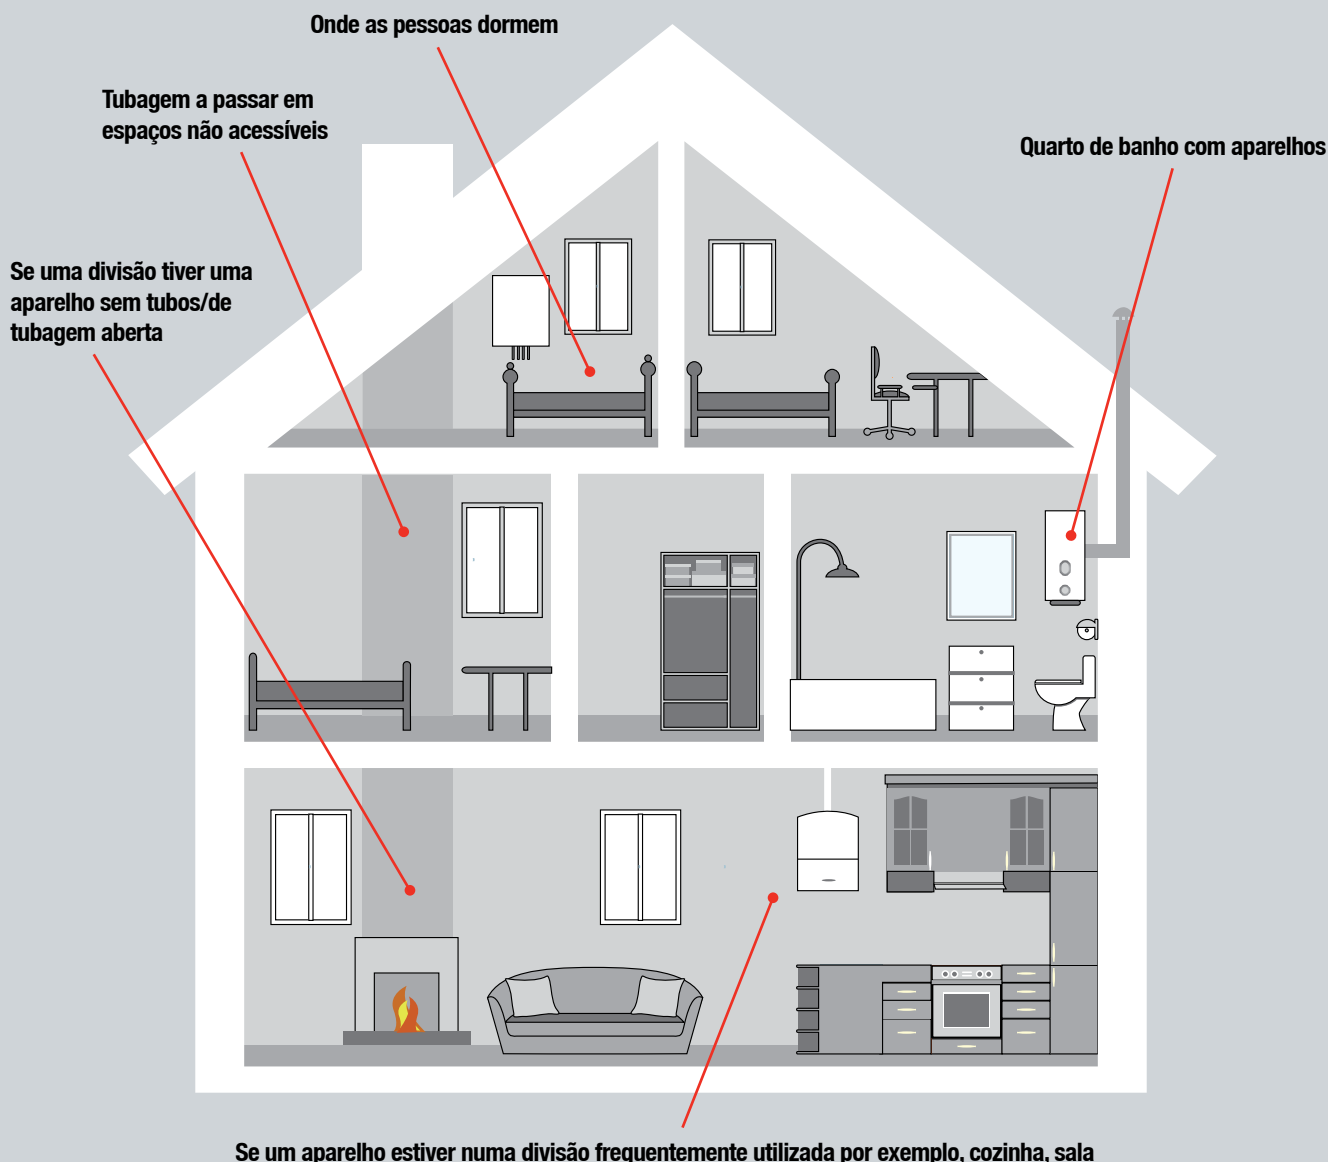 Onde as pessoas dormem
Tubagem a passar em
espaços não acessíveis
Quarto de banho com aparelhos
Se uma divisão tiver uma
aparelho sem tubos/de
tubagem aberta
Se um aparelho estiver numa divisão frequentemente utilizada por exemplo, cozinha, sala